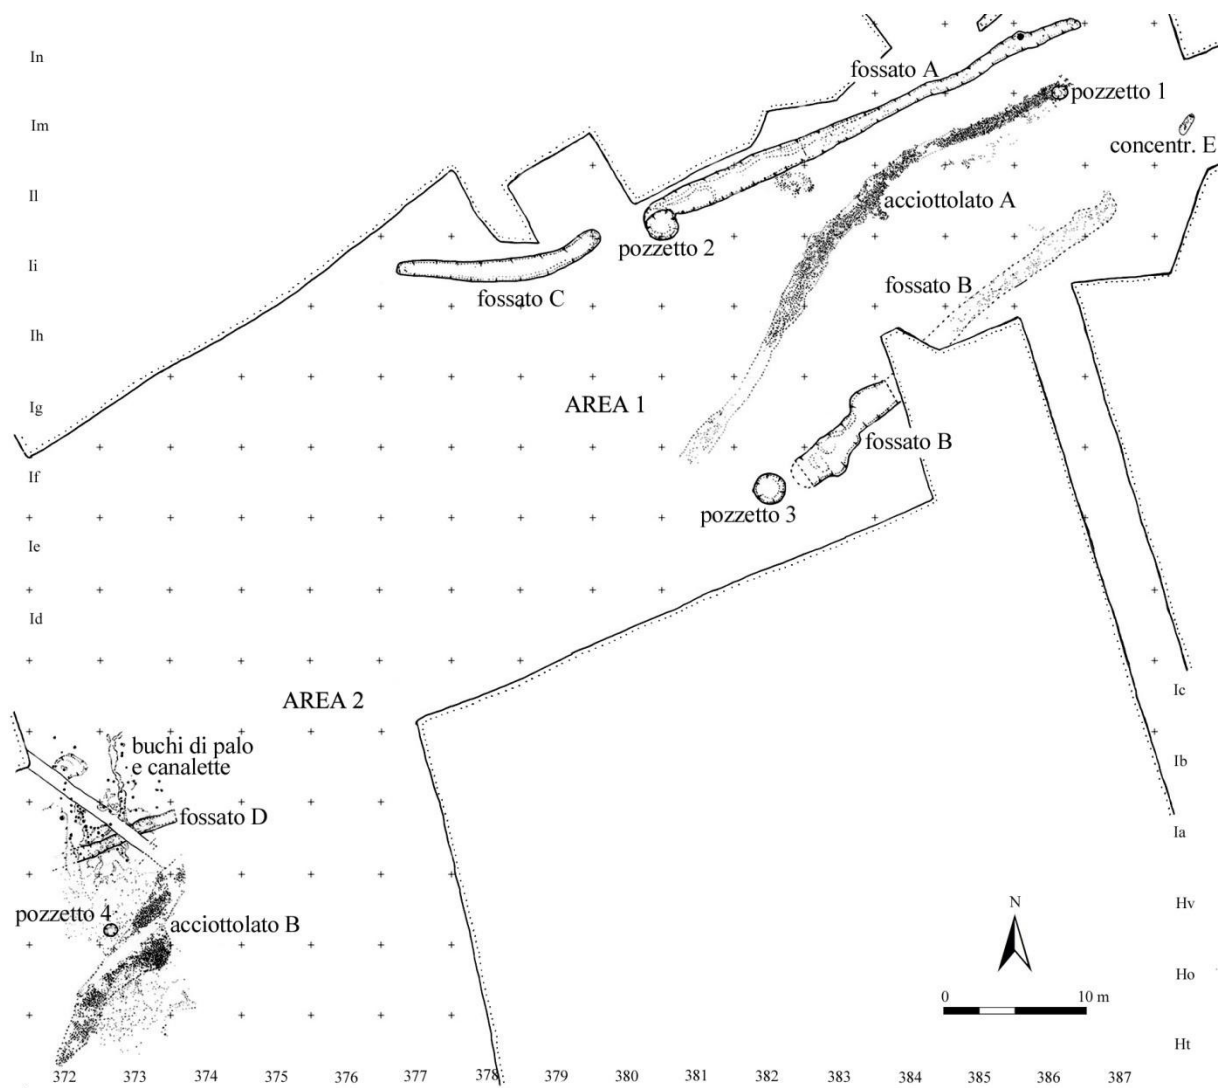 In
fossato A
pozzetto 1
Im
concentr. E
Il
acciottolato A
pozzetto 2
Ii
fossato B
fossato C
Ih
AREA 1
Ig
fossato B
If
pozzetto 3
Ie
Id
AREA 2
Ic
buchi di palo
e canalette
Ib
fossato D
Ia
pozzetto 4
acciottolato B
Hv
N
Ho
0 10 m
Ht
372 373 374 375 376 377 378 379 380 381 382 383 384 385 386 387